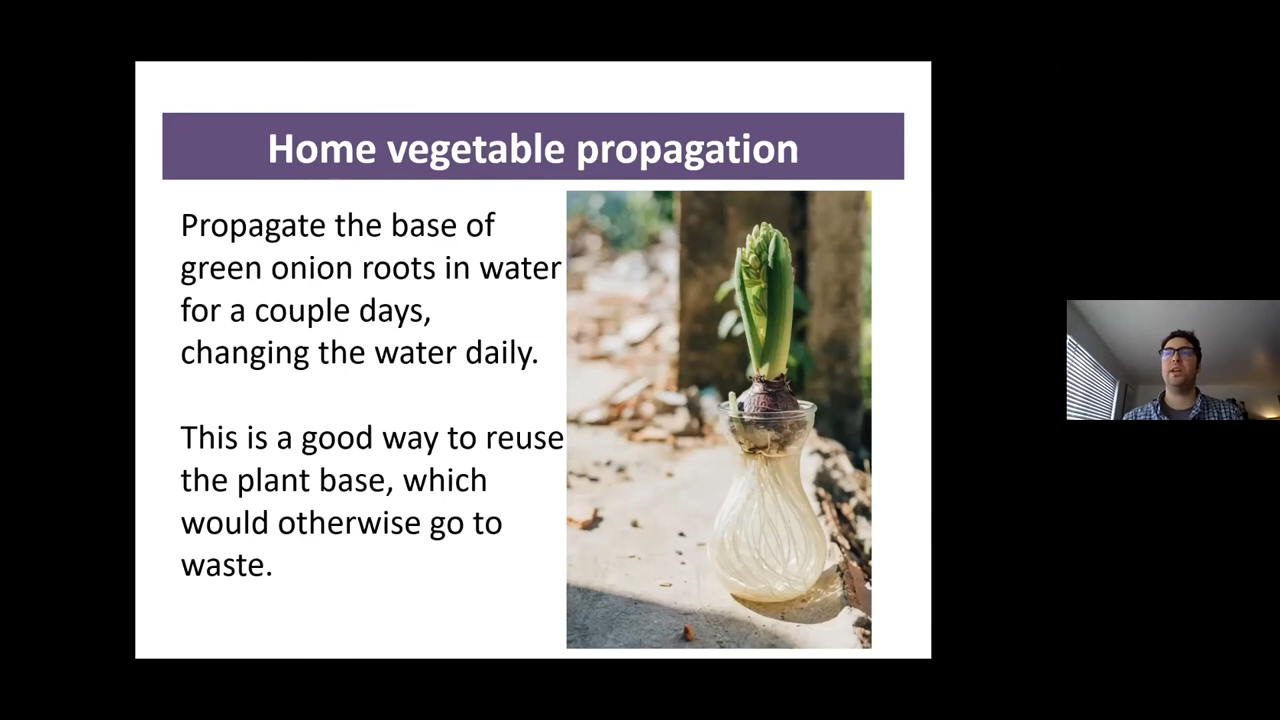 Home vegetable propagation
Propagate the base of
green onion roots in water
for a couple days,
changing the water daily.
This is a good way to reuse
the plant base, which
would otherwise go to
waste.